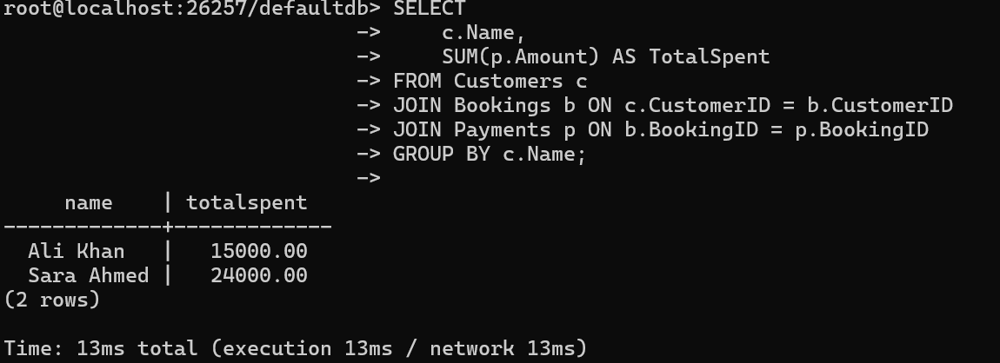 root@localhost:26257/defaultdb> SELECT
-> c.Name,
-> SUM(p.Amount) AS TotalSpent
-> FROM Customers c
-> JOIN Bookings b ON c.CustomerID = b.CustomerID
-> JOIN Payments p ON b.BookingID = p.BookingID
-> GROUP BY c.Name;
->
name | totalspent
-------------+-------------
Ali Khan | 15000.00
Sara Ahmed | 24000.00
(2 rows)
Time: 13ms total (execution 13ms / network 13ms)